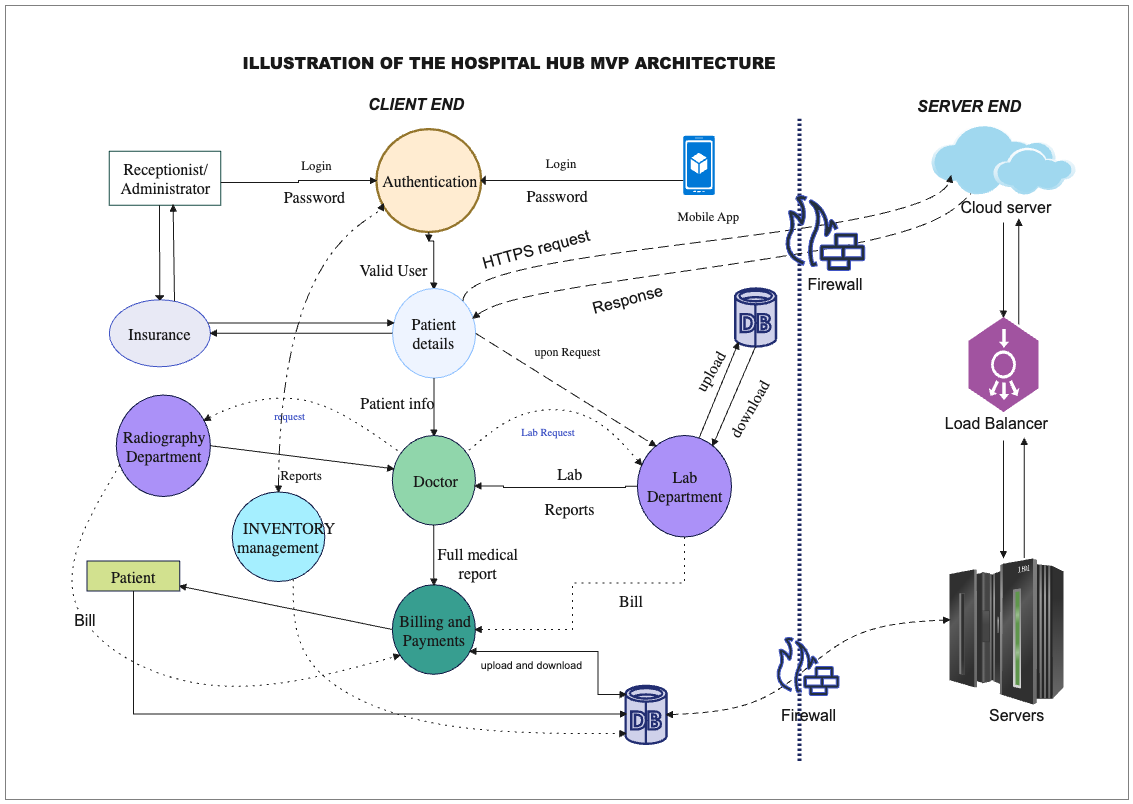 ILLUSTRATION OF THE HOSPITAL HUB MVP ARCHITECTURE
CLIENT END
SERVER END
Receptionist/
Administrator
Login
Password
Authentication
Login
Password
Mobile App
Cloud server
HTTPS request
Valid User
Firewall
Response
DB
Insurance
Patient
details
upon Request
upload
download
Patient info
request
Lab Request
Load Balancer
Radiography
Department
Reports
Doctor
Lab
Reports
Lab
Department
INVENTORY
management
Full medical
report
Patient
Bill
Bill
Billing and
Payments
upload and download
IBM
DB
Firewall
Servers